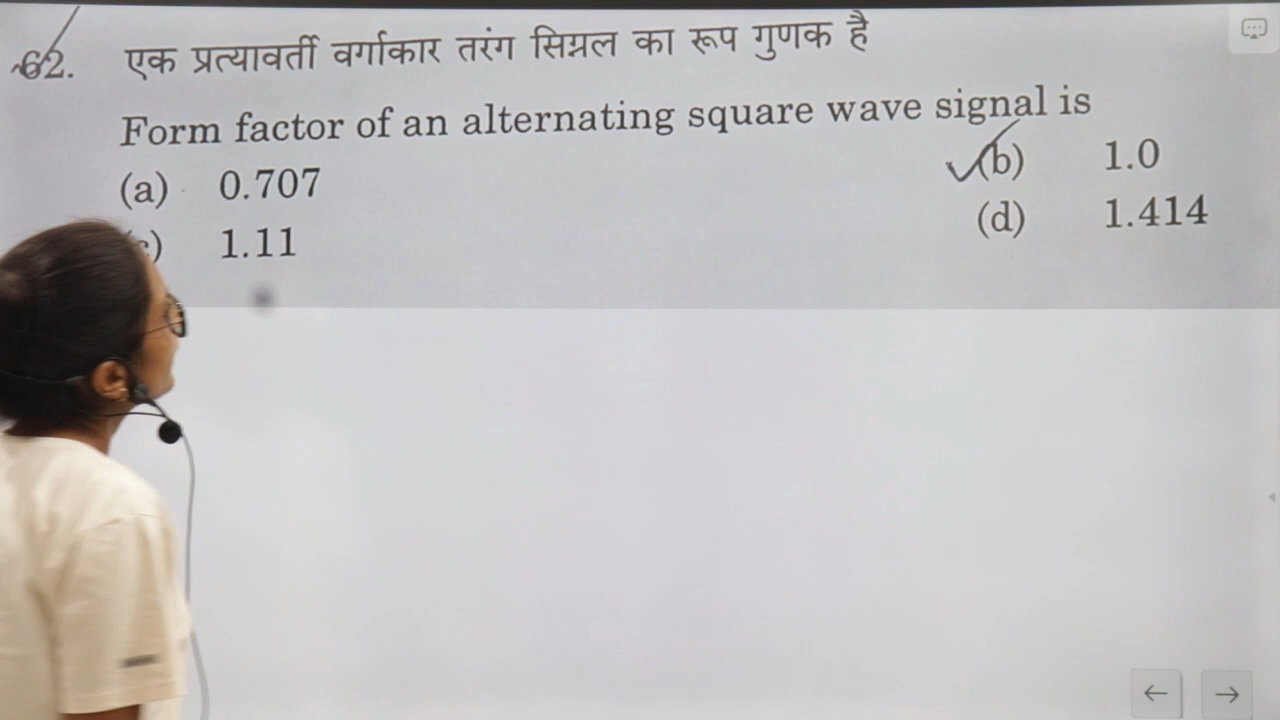 62. एक प्रत्यावर्ती वर्गाकार तरंग सिग्नल का रूप गुणक है
Form factor of an alternating square wave signal is
(a) 0.707 (b) 1.0
c) 1.11 (d) 1.414